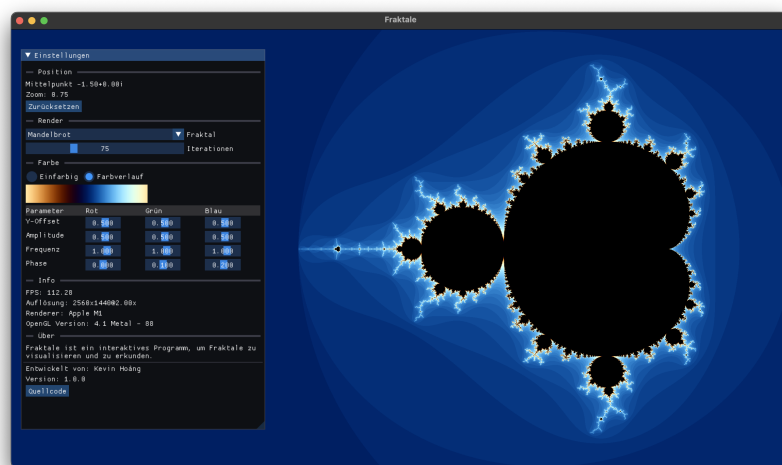 Fraktale
Einstellungen
Position
Mittelpunkt -1.50+0.00i
Zoom: 0.75
Zurücksetzen
Render
Mandelbrot Fraktal
75 Iterationen
Farbe
Einfarbig Farbverlauf
Parameter Rot Grün Blau
Y-Offset 0.500 0.500 0.500
Amplitude 0.500 0.500 0.500
Frequenz 1.000 1.000 1.000
Phase 0.000 0.100 0.200
Info
FPS: 112.28
Auflösung: 2560x1440@2.00x
Renderer: Apple M1
OpenGL Version: 4.1 Metal - 88
Über
Fraktale ist ein interaktives Programm, um Fraktale zu
visualisieren und zu erkunden.
Entwickelt von: Kevin Hoàng
Version: 1.0.0
Quellcode